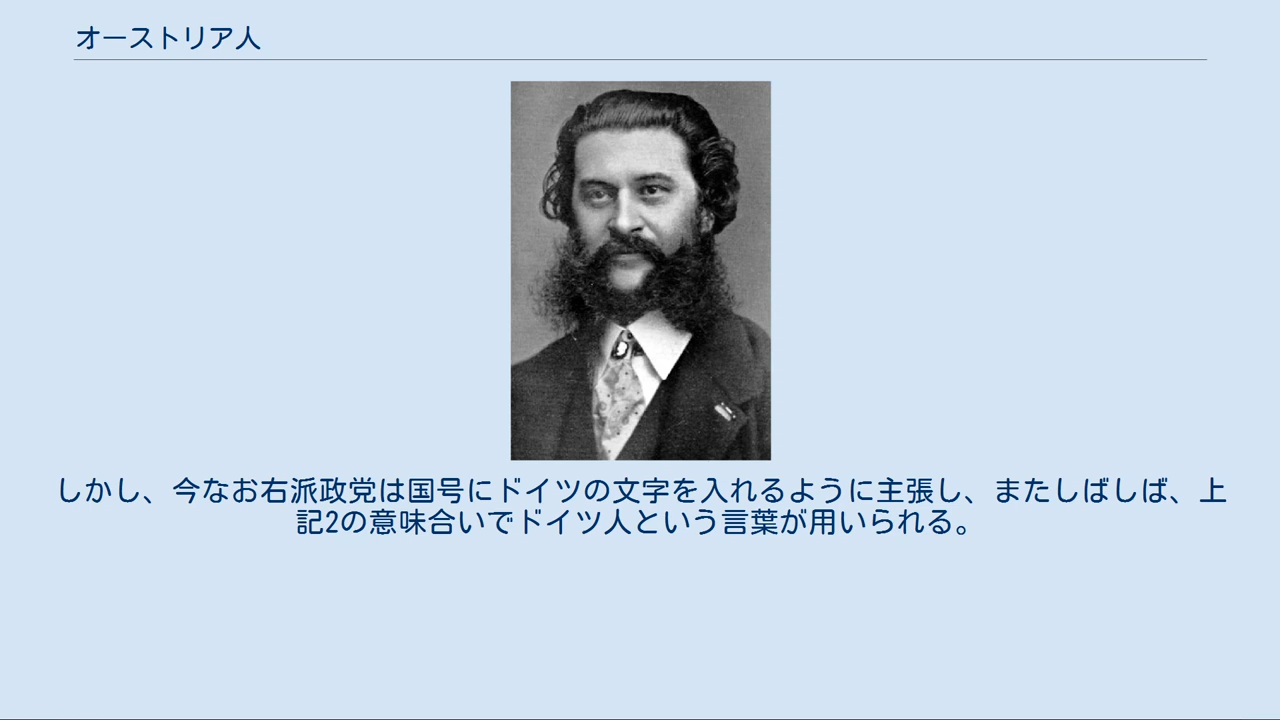 オーストリア人
しかし、今なお右派政党は国号にドイツの文字を入れるように主張し、またしばしば、上
記2の意味合いでドイツ人という言葉が用いられる。